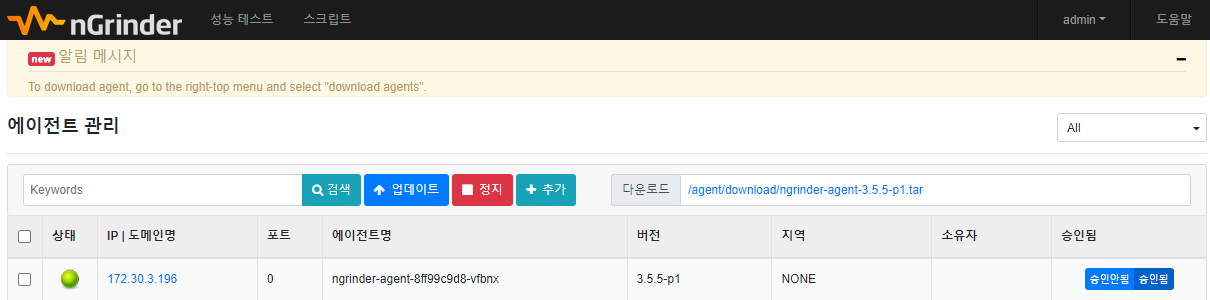 nGrinder 성능 테스트 스크립트 admin 도움말
new 알림 메시지
To download agent, go to the right-top menu and select "download agents".
에이전트 관리 All
Keywords 검색 업데이트 정지 추가 다운로드 /agent/download/ngrinder-agent-3.5.5-p1.tar
상태 IP | 도메인명 포트 에이전트명 버전 지역 소유자 승인됨
172.30.3.196 0 ngrinder-agent-8ff99c9d8-vfbnx 3.5.5-p1 NONE 승인안됨 승인됨